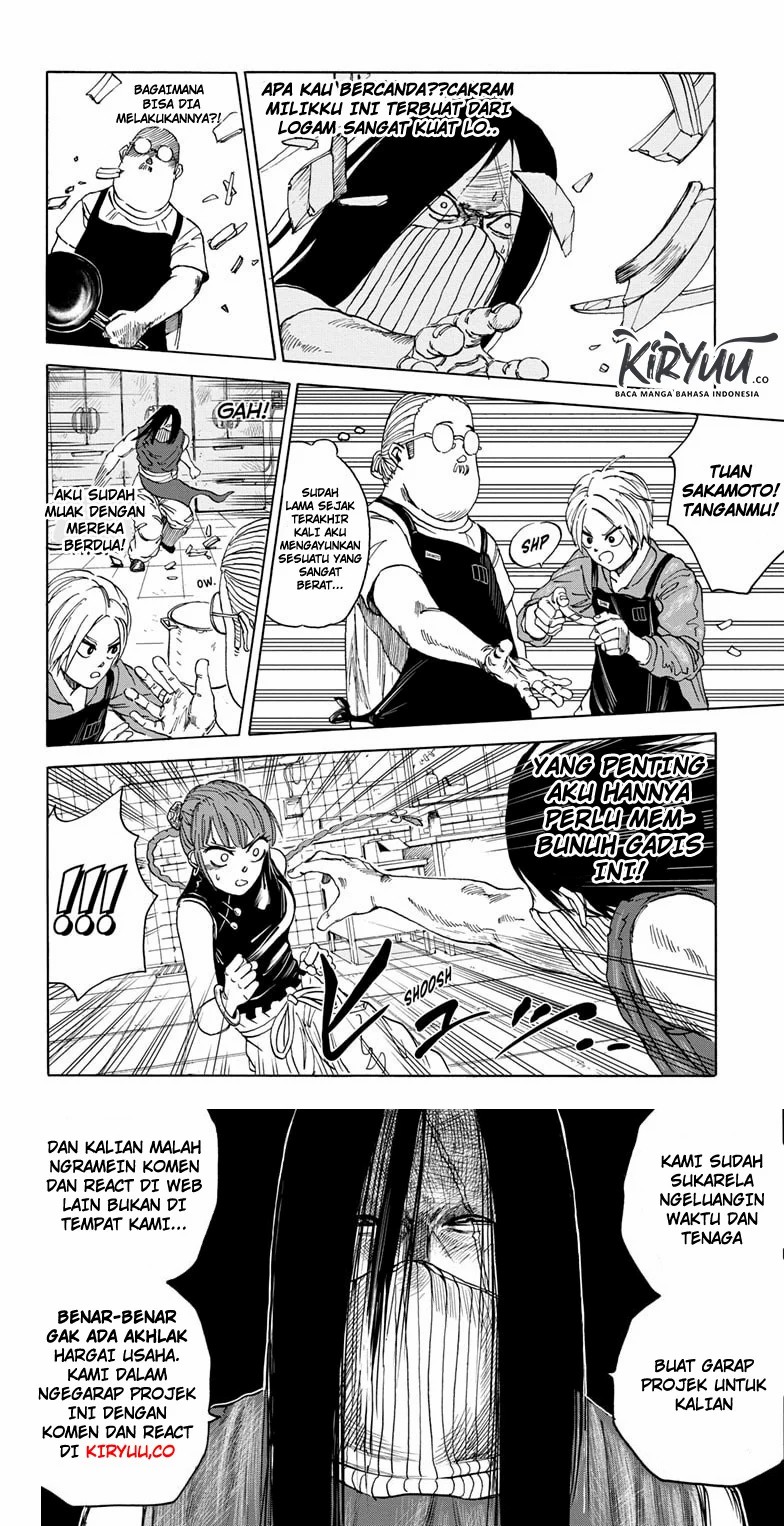 BAGAIMANA
BISA DIA
MELAKUKANNYA?!
APA KAU BERCANDA??CAKRAM
MILIKKU INI TERBUAT DARI
LOGAM SANGAT KUAT LO..
KIRYUU.CO
BACA MANGA BAHASA INDONESIA
TUAN
SAKAMOTO!
TANGANMU!
SHP
SUDAH
LAMA SEJAK
TERAKHIR
KALI AKU
MENGAYUNKAN
SESUATU YANG
SANGAT
BERAT...
GAH!
AKU SUDAH
MUAK DENGAN
MEREKA
BERDUA!
OW.
YANG PENTING
AKU HANNYA
PERLU MEM-
BUNUH GADIS
INI!
!!!
SHOOSH
ヒュッ..
KAMI SUDAH
SUKARELA
NGELUANGIN
WAKTU DAN
TENAGA
BUAT GARAP
PROJEK UNTUK
KALIAN
DAN KALIAN MALAH
NGRAMEIN KOMEN
DAN REACT DI WEB
LAIN BUKAN DI
TEMPAT KAMI...
BENAR-BENAR
GAK ADA AKHLAK
HARGAI USAHA.
KAMI DALAM
NGEGARAP PROJEK
INI DENGAN
KOMEN DAN REACT
DI KIRYUU,CO